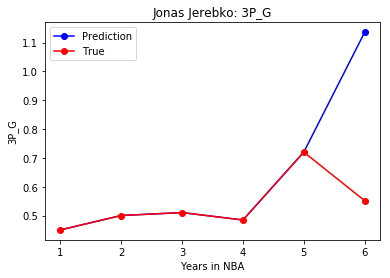 Jonas Jerebko: 3P_G
Prediction
True
1.1
1.0
0.9
0.8
0.7
0.6
0.5
3P_G
1 2 3 4 5 6
Years in NBA